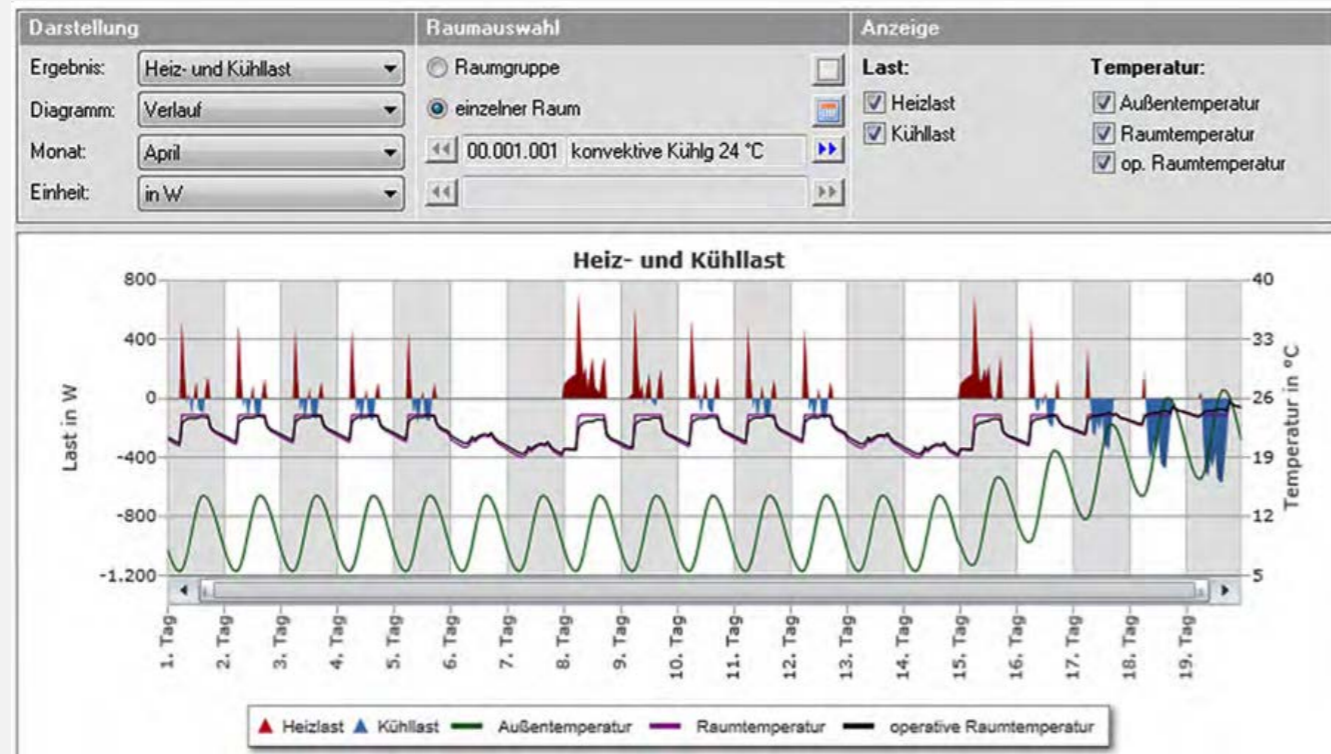 Darstellung
Ergebnis: Heiz- und Kühllast
Diagramm: Verlauf
Monat: April
Einheit: in W
Raumauswahl
Raumgruppe
einzelner Raum
00.001.001 konvektive Kühlg 24 °C
Anzeige
Last: Temperatur:
Heizlast Außentemperatur
Kühllast Raumtemperatur
op. Raumtemperatur
Heiz- und Kühllast
800 40
400 33
0 26
-400 19
-800 12
-1.200 5
Last in W
Temperatur in °C
1. Tag
2. Tag
3. Tag
4. Tag
5. Tag
6. Tag
7. Tag
8. Tag
9. Tag
10. Tag
11. Tag
12. Tag
13. Tag
14. Tag
15. Tag
16. Tag
17. Tag
18. Tag
19. Tag
Heizlast Kühllast Außentemperatur Raumtemperatur operative Raumtemperatur